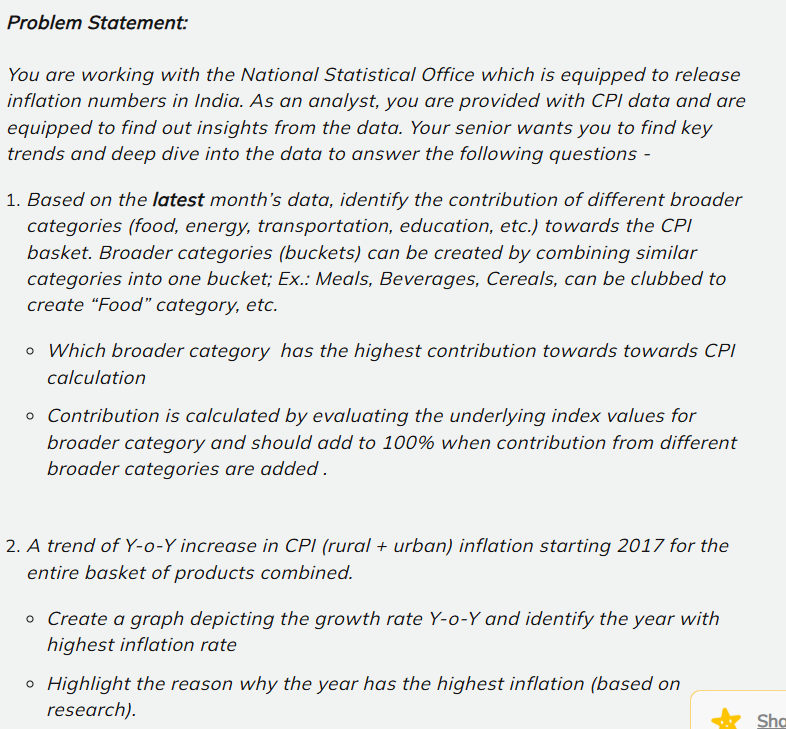 Problem Statement:
You are working with the National Statistical Office which is equipped to release
inflation numbers in India. As an analyst, you are provided with CPI data and are
equipped to find out insights from the data. Your senior wants you to find key
trends and deep dive into the data to answer the following questions -
1. Based on the latest month's data, identify the contribution of different broader
categories (food, energy, transportation, education, etc.) towards the CPI
basket. Broader categories (buckets) can be created by combining similar
categories into one bucket; Ex.: Meals, Beverages, Cereals, can be clubbed to
create “Food” category, etc.
○ Which broader category has the highest contribution towards towards CPI
calculation
○ Contribution is calculated by evaluating the underlying index values for
broader category and should add to 100% when contribution from different
broader categories are added .
2. A trend of Y-o-Y increase in CPI (rural + urban) inflation starting 2017 for the
entire basket of products combined.
○ Create a graph depicting the growth rate Y-o-Y and identify the year with
highest inflation rate
○ Highlight the reason why the year has the highest inflation (based on
research).